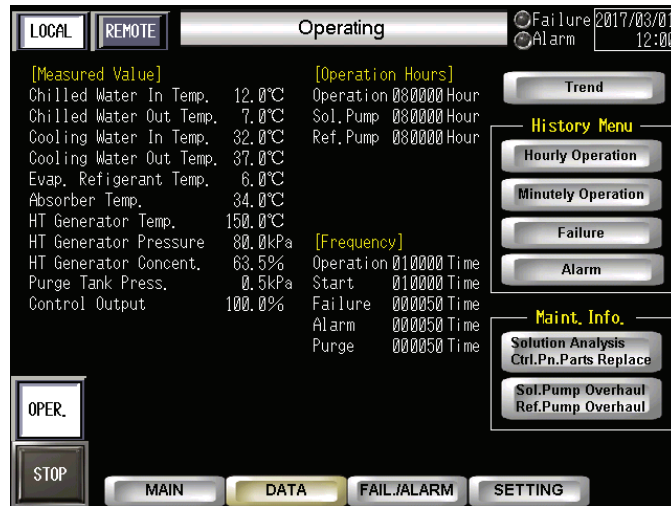 LOCAL REMOTE Operating Failure 2017/03/01
Alarm 12:00
[Measured Value]
Chilled Water In Temp. 12.0℃
Chilled Water Out Temp. 7.0℃
Cooling Water In Temp. 32.0℃
Cooling Water Out Temp. 37.0℃
Evap. Refigerant Temp. 6.0℃
Absorber Temp. 34.0℃
HT Generator Temp. 150.0℃
HT Generator Pressure 80.0kPa
HT Generator Concent. 63.5%
Purge Tank Press. 0.5kPa
Control Output 100.0%
[Operation Hours]
Operation 080000 Hour
Sol.Pump 080000 Hour
Ref.Pump 080000 Hour
[Frequency]
Operation 010000 Time
Start 010000 Time
Failure 000050 Time
Alarm 000050 Time
Purge 000050 Time
Trend
History Menu
Hourly Operation
Minutely Operation
Failure
Alarm
Maint. Info.
Solution Analysis
Ctrl.Pn.Parts Replace
Sol.Pump Overhaul
Ref.Pump Overhaul
OPER.
STOP
MAIN DATA FAIL./ALARM SETTING